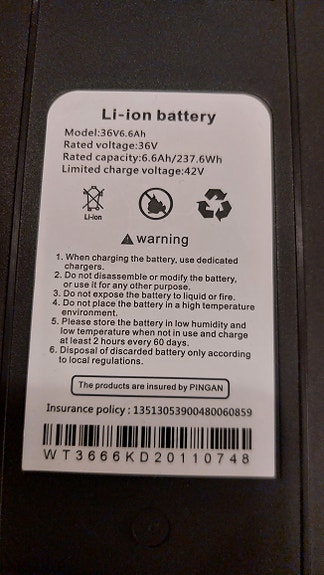 Li-ion battery
Model:36V6.6Ah
Rated voltage:36V
Rated capacity:6.6Ah/237.6Wh
Limited charge voltage:42V
Li-ion
warning
1. When charging the battery, use dedicated
chargers.
2. Do not disassemble or modify the battery,
or use it for any other purpose.
3. Do not expose the battery to liquid or fire.
4. Do not place the battery in a high temperature
environment.
5. Please store the battery in low humidity and
low temperature when not in use and charge
at least 2 hours every 60 days.
6. Disposal of discarded battery only according
to local regulations.
The products are insured by PINGAN
Insurance policy : 13513053900480060859
WT3666KD20110748